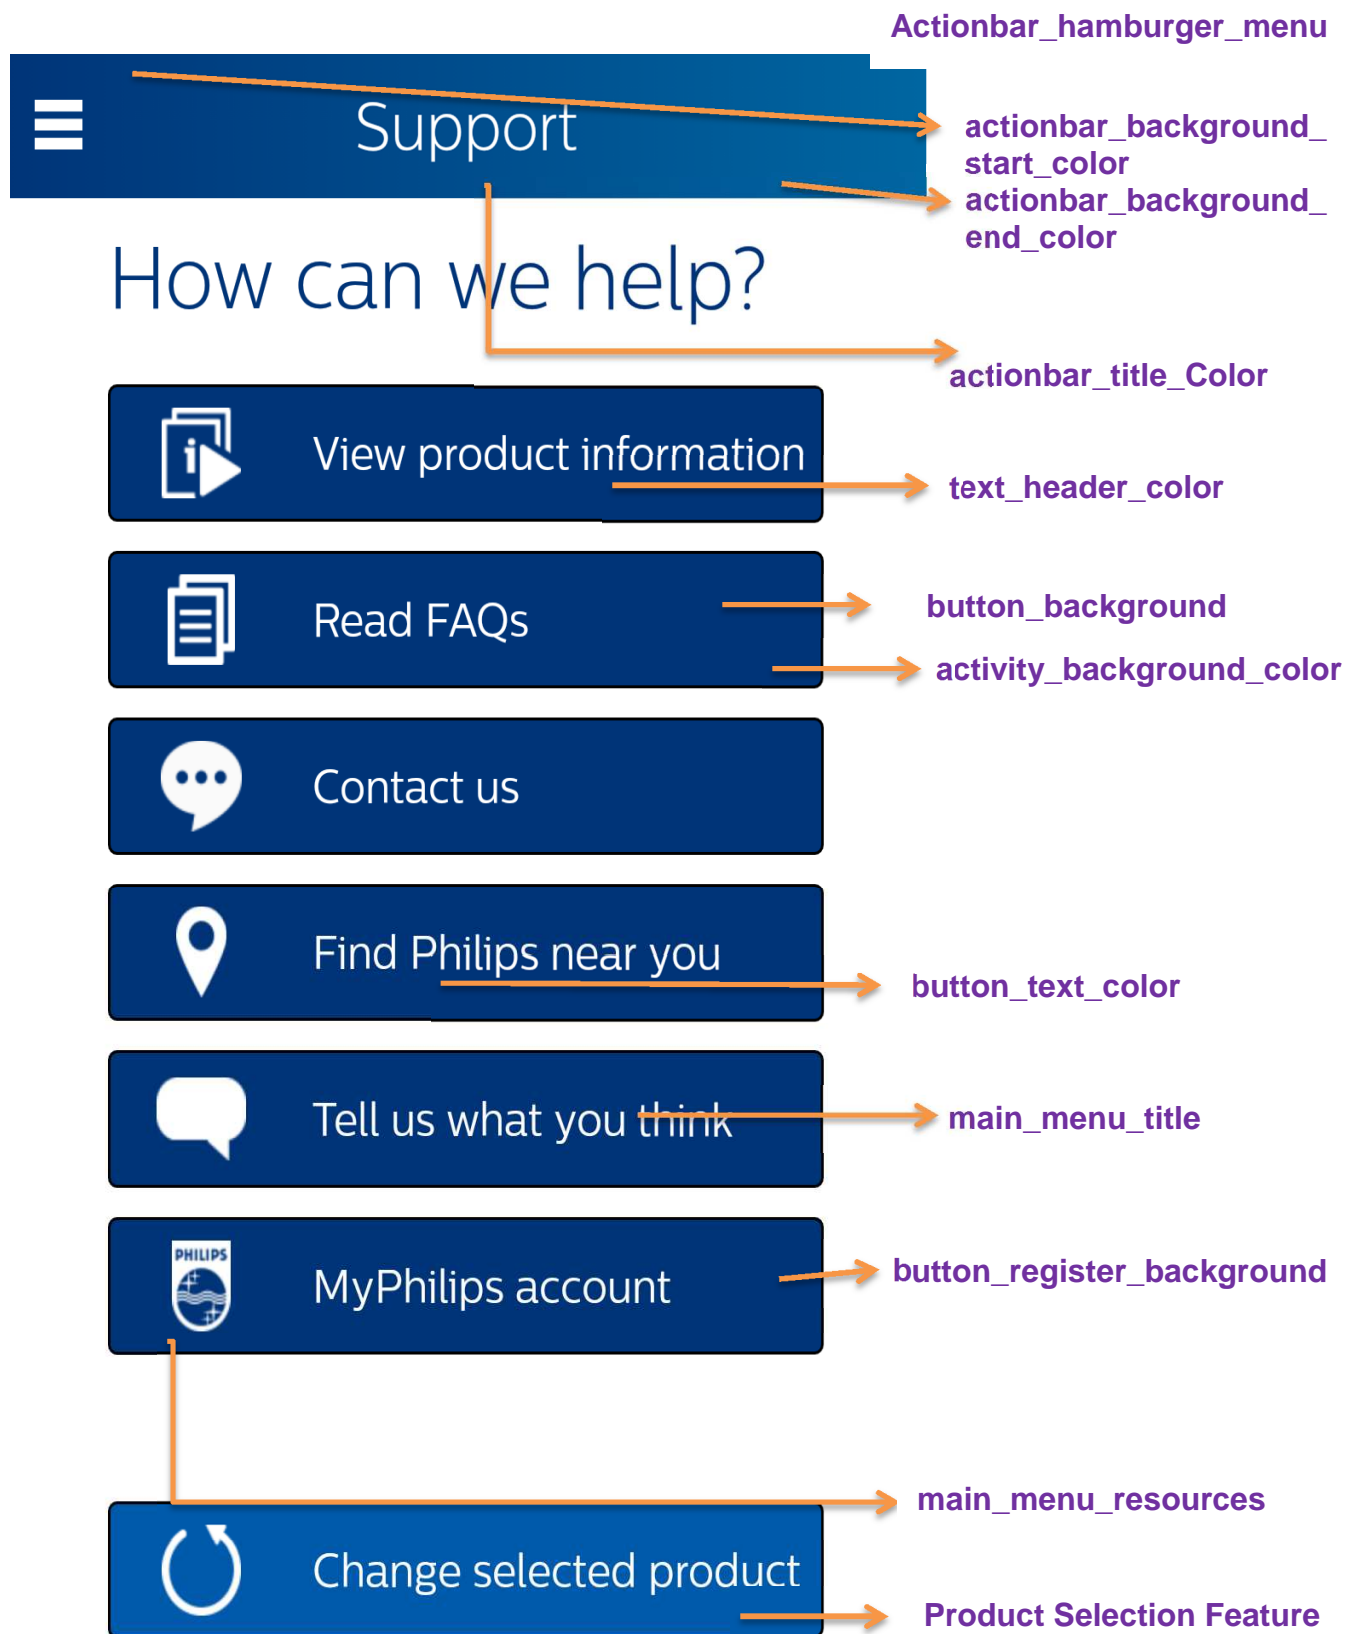 Actionbar_hamburger_menu
Support
actionbar_background_
start_color
actionbar_background_
end_color
How can we help?
actionbar_title_Color
View product information
text_header_color
Read FAQs
button_background
activity_background_color
Contact us
Find Philips near you
button_text_color
Tell us what you think
main_menu_title
PHILIPS
MyPhilips account
button_register_background
main_menu_resources
Change selected product
Product Selection Feature